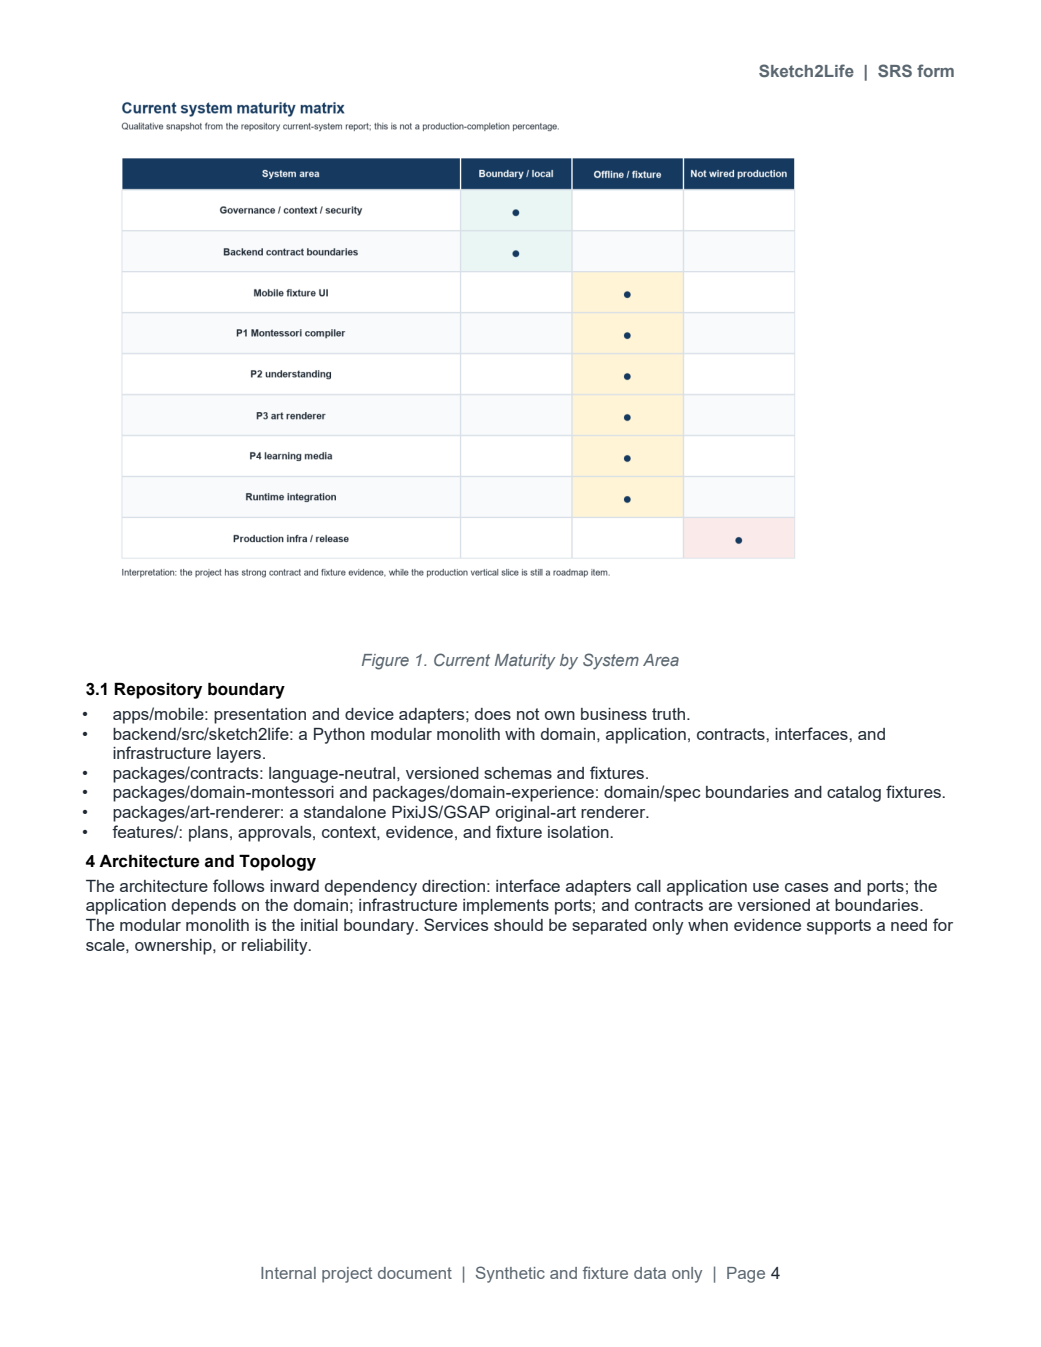 Sketch2Life | SRS form
Current system maturity matrix
Qualitative snapshot from the repository current-system report; this is not a production-completion percentage.
System area Boundary / local Offline / fixture Not wired production
Governance / context / security ●
Backend contract boundaries ●
Mobile fixture UI ●
P1 Montessori compiler ●
P2 understanding ●
P3 art renderer ●
P4 learning media ●
Runtime integration ●
Production infra / release ●
Interpretation: the project has strong contract and fixture evidence, while the production vertical slice is still a roadmap item.
Figure 1. Current Maturity by System Area
3.1 Repository boundary
• apps/mobile: presentation and device adapters; does not own business truth.
• backend/src/sketch2life: a Python modular monolith with domain, application, contracts, interfaces, and
infrastructure layers.
• packages/contracts: language-neutral, versioned schemas and fixtures.
• packages/domain-montessori and packages/domain-experience: domain/spec boundaries and catalog fixtures.
• packages/art-renderer: a standalone PixiJS/GSAP original-art renderer.
• features/: plans, approvals, context, evidence, and fixture isolation.
4 Architecture and Topology
The architecture follows inward dependency direction: interface adapters call application use cases and ports; the
application depends on the domain; infrastructure implements ports; and contracts are versioned at boundaries.
The modular monolith is the initial boundary. Services should be separated only when evidence supports a need for
scale, ownership, or reliability.
Internal project document | Synthetic and fixture data only | Page 4